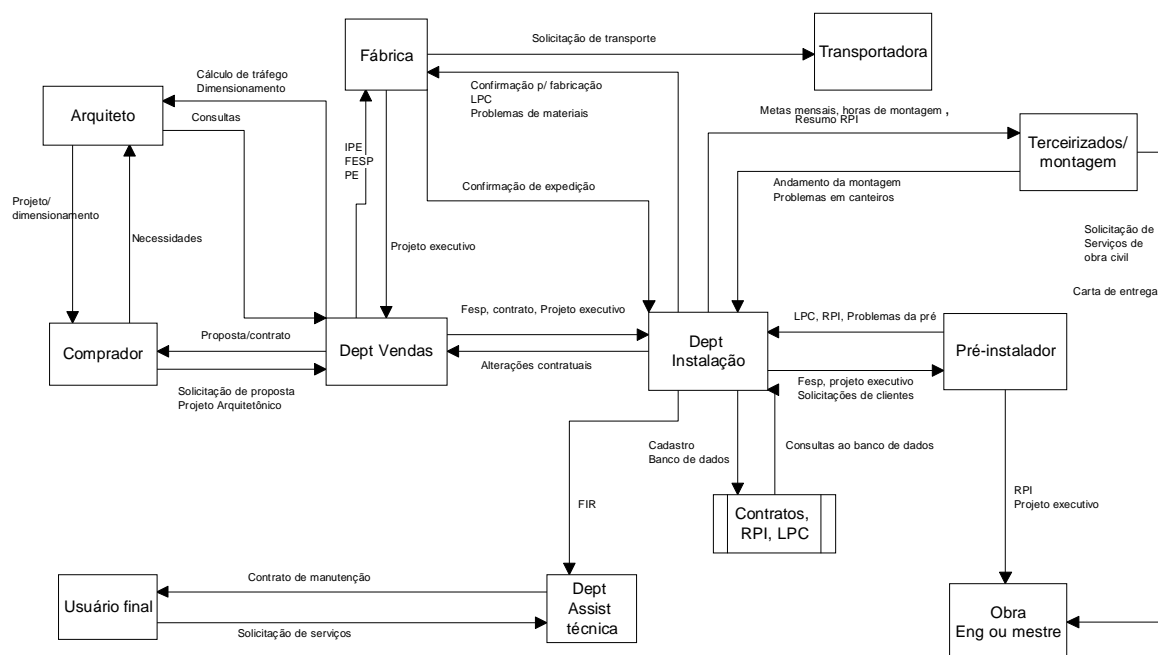 Fábrica
Solicitação de transporte
Transportadora
Cálculo de tráfego
Dimensionamento
Confirmação p/ fabricação
LPC
Problemas de materiais
Arquiteto
Consultas
Metas mensais, horas de montagem ,
Resumo RPI
Terceirizados/
montagem
IPE
FESP
PE
Confirmação de expedição
Andamento da montagem
Problemas em canteiros
Projeto/
dimensionamento
Necessidades
Projeto executivo
Solicitação de
Serviços de
obra civil
Carta de entrega
Fesp, contrato, Projeto executivo
LPC, RPI, Problemas da pré
Comprador
Proposta/contrato
Dept Vendas
Dept
Instalação
Pré-instalador
Alterações contratuais
Solicitação de proposta
Projeto Arquitetônico
Fesp, projeto executivo
Solicitações de clientes
Cadastro
Banco de dados
Consultas ao banco de dados
FIR
Contratos,
RPI, LPC
RPI
Projeto executivo
Usuário final
Contrato de manutenção
Solicitação de serviços
Dept
Assist
técnica
Obra
Eng ou mestre